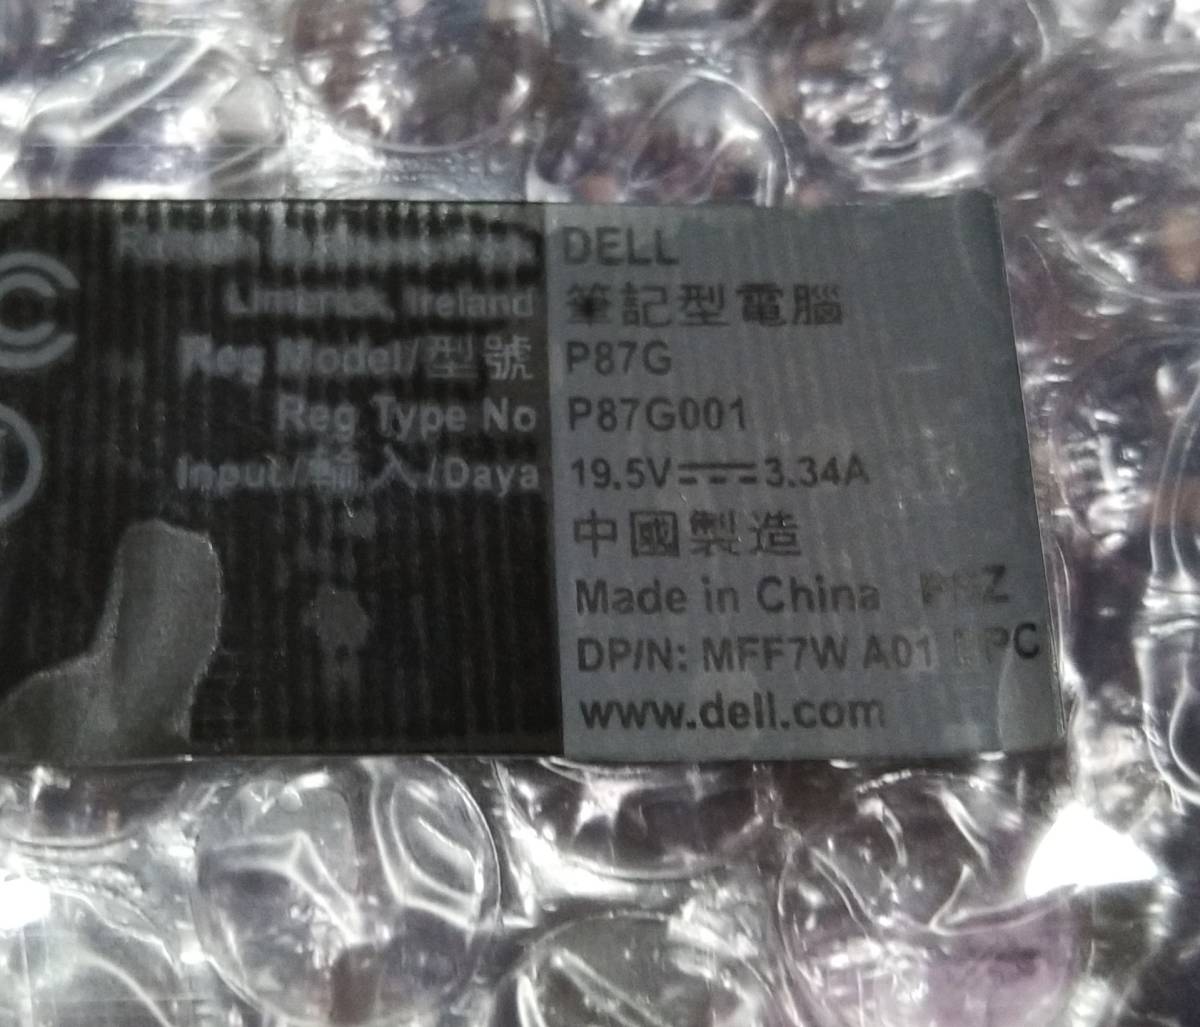 DELL
Limerick, Ireland 筆記型電腦
Reg Model/型號 P87G
Reg Type No P87G001
Input/輸入/Daya 19.5V⎓3.34A
中國製造
Made in China
DP/N: MFF7W A01
www.dell.com